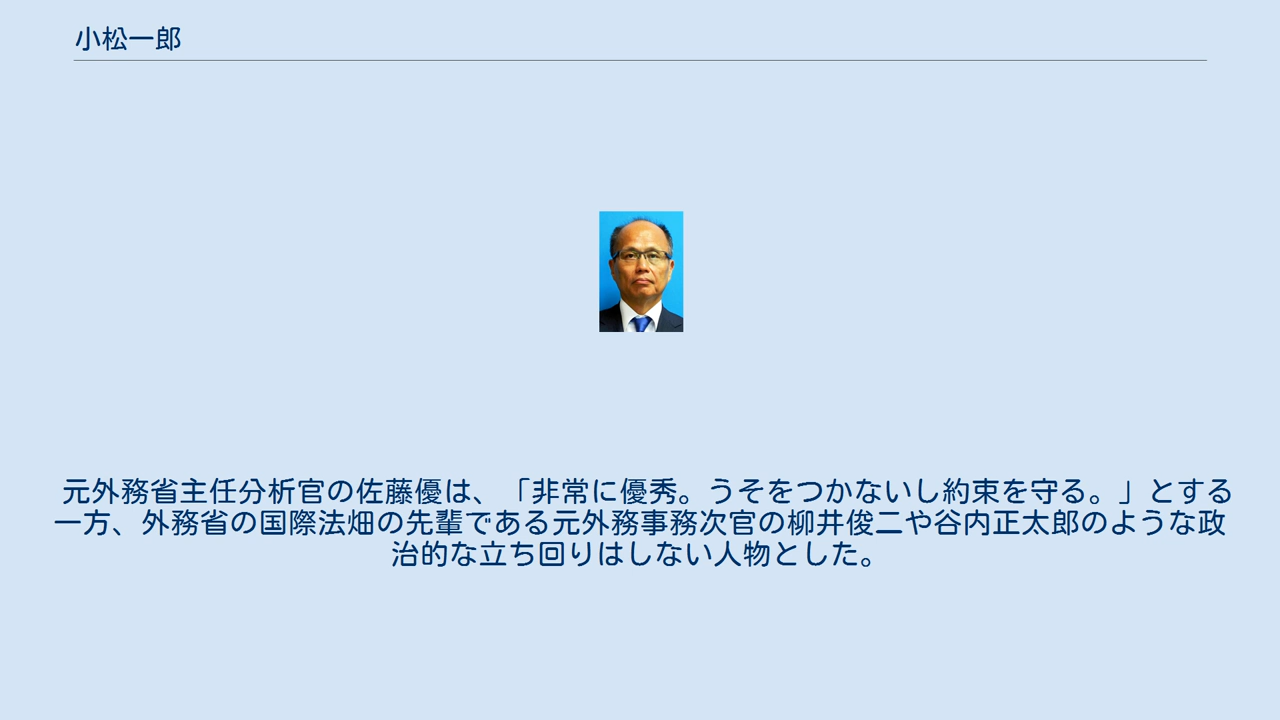 小松一郎
元外務省主任分析官の佐藤優は、「非常に優秀。うそをつかないし約束を守る。」とする
一方、外務省の国際法畑の先輩である元外務事務次官の柳井俊二や谷内正太郎のような政
治的な立ち回りはしない人物とした。